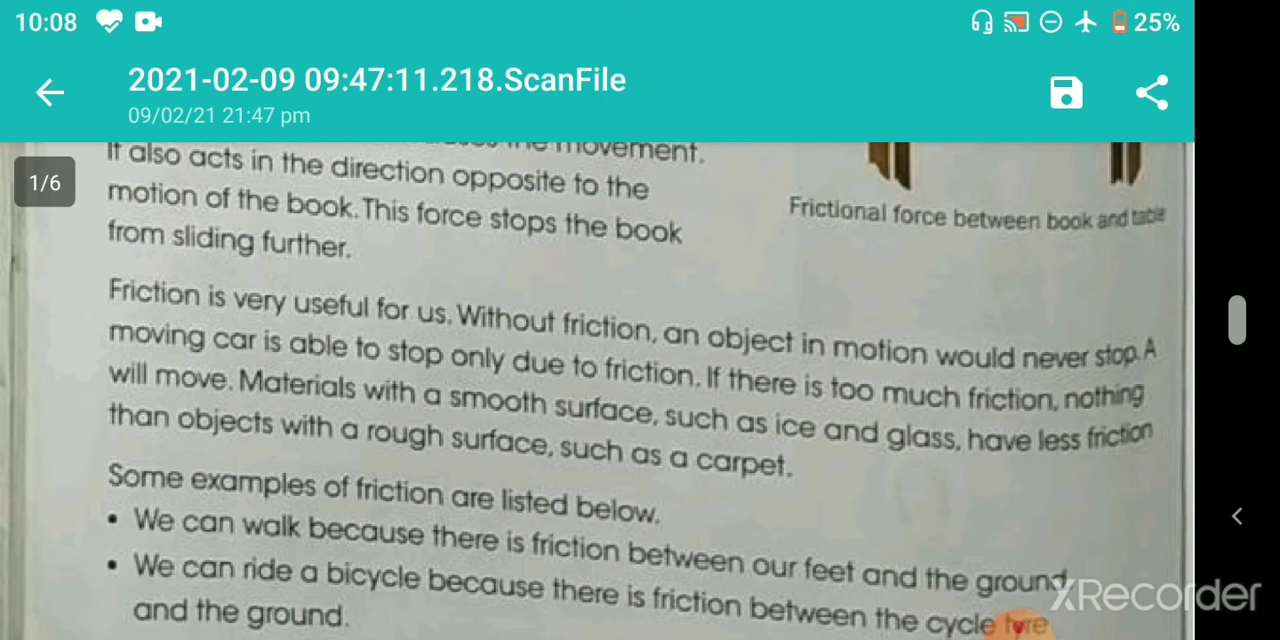 10:08
25%
2021-02-09 09:47:11.218.ScanFile
09/02/21 21:47 pm
1/6
the movement.
It also acts in the direction opposite to the
motion of the book. This force stops the book
from sliding further.
Frictional force between book and table
Friction is very useful for us. Without friction, an object in motion would never stop. A
moving car is able to stop only due to friction. If there is too much friction, nothing
will move. Materials with a smooth surface, such as ice and glass, have less friction
than objects with a rough surface, such as a carpet.
Some examples of friction are listed below.
• We can walk because there is friction between our feet and the ground
• We can ride a bicycle because there is friction between the cycle tyre
and the ground.
XRecorder